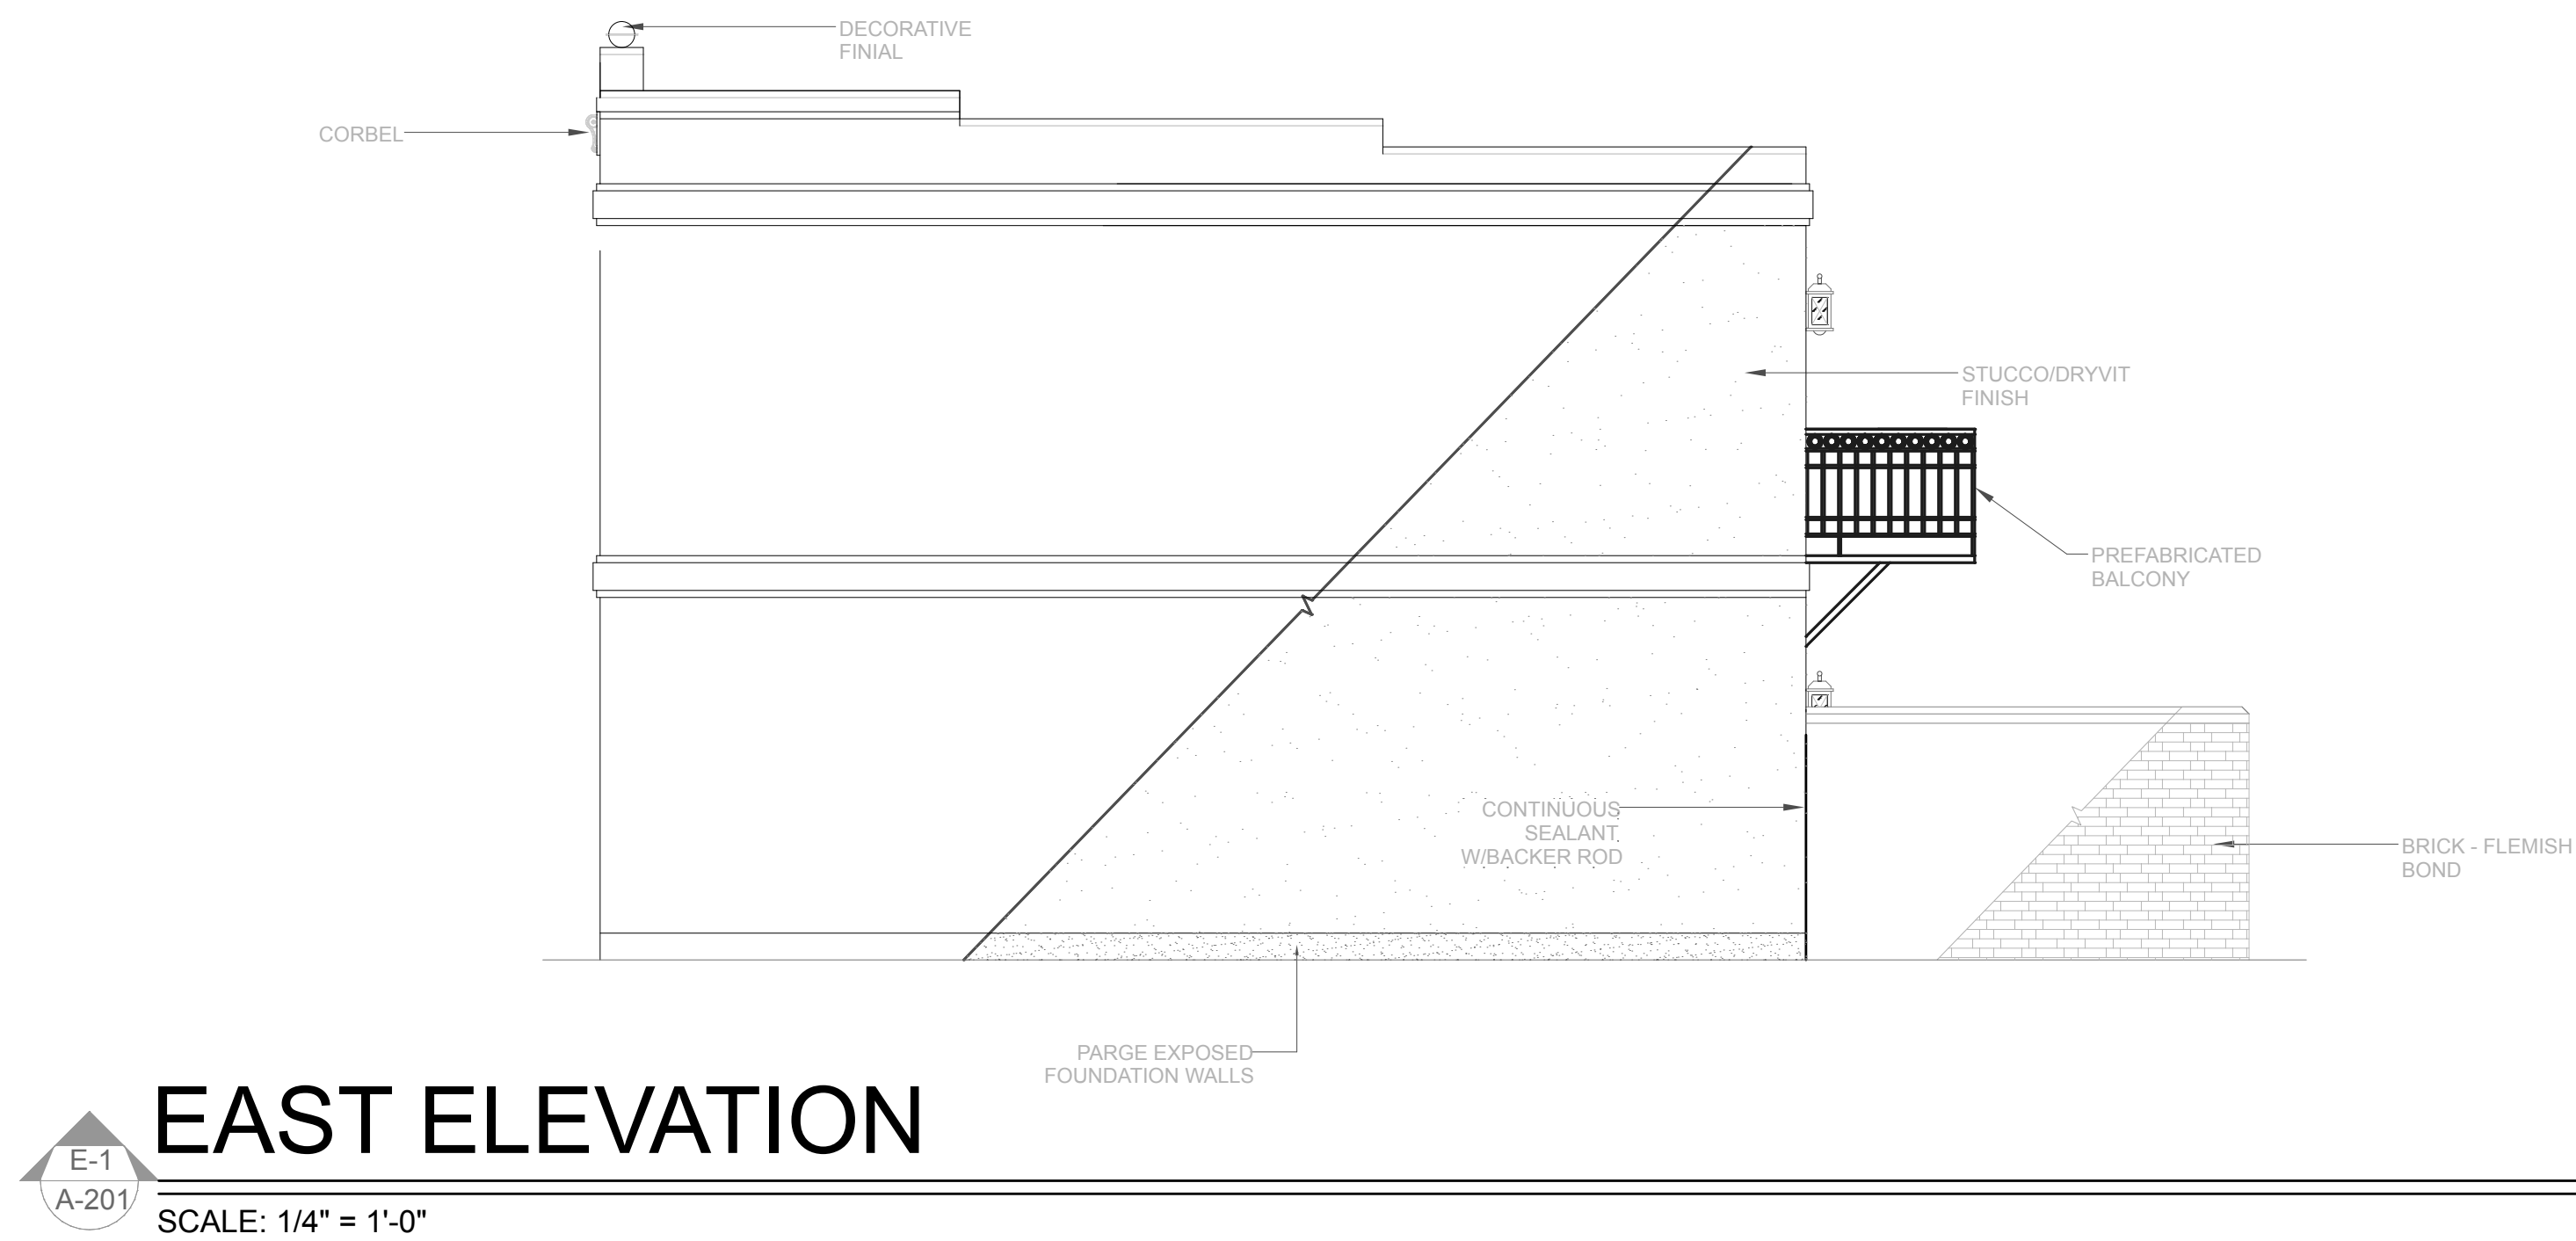 DECORATIVE
FINIAL
CORBEL
STUCCO/DRYVIT
FINISH
PREFABRICATED
BALCONY
CONTINUOUS
SEALANT
W/BACKER ROD
BRICK - FLEMISH
BOND
PARGE EXPOSED
FOUNDATION WALLS
EAST ELEVATION
E-1
A-201
SCALE: 1/4" = 1'-0"